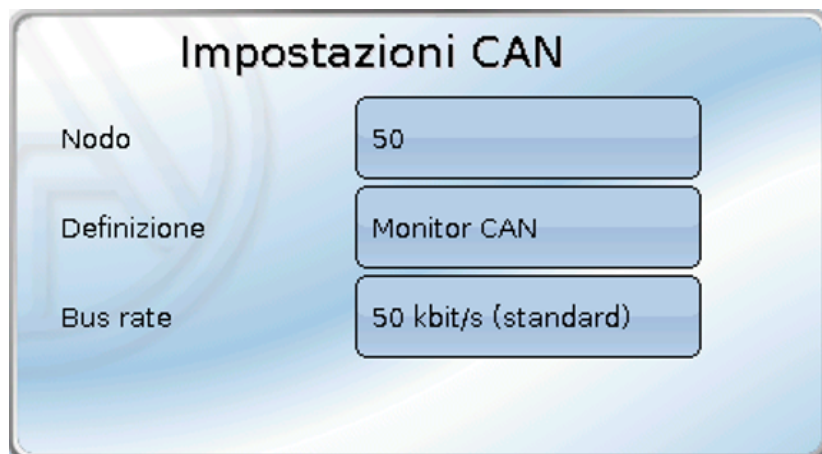 Impostazioni CAN
Nodo 50
Definizione Monitor CAN
Bus rate 50 kbit/s (standard)